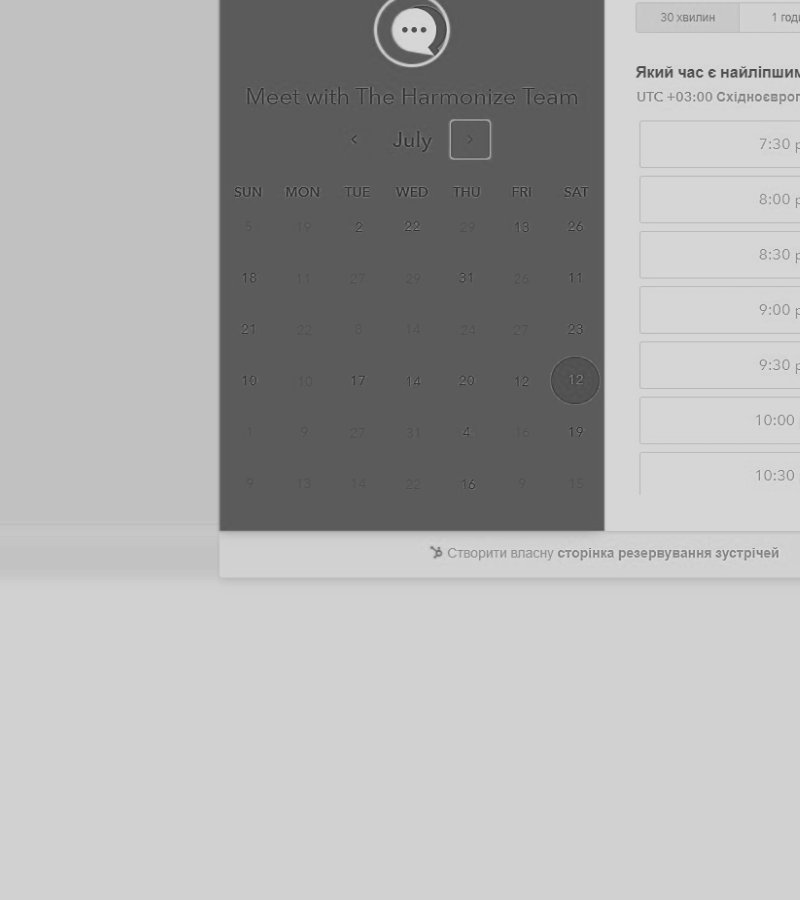 30 хвилин 1 годи
Meet with The Harmonize Team
Який час є найліпшим
UTC +03:00 Східноєвроп
July
7:30 p
SUN MON TUE WED THU FRI SAT
8:00 p
5 19 2 22 29 13 26
8:30 p
18 11 27 29 31 26 11
9:00 p
21 22 8 14 24 27 23
9:30 p
10 10 17 14 20 12 12
10:00 p
1 9 27 31 4 16 19
10:30 p
9 13 14 22 16 9 15
Створити власну сторінка резервування зустрічей